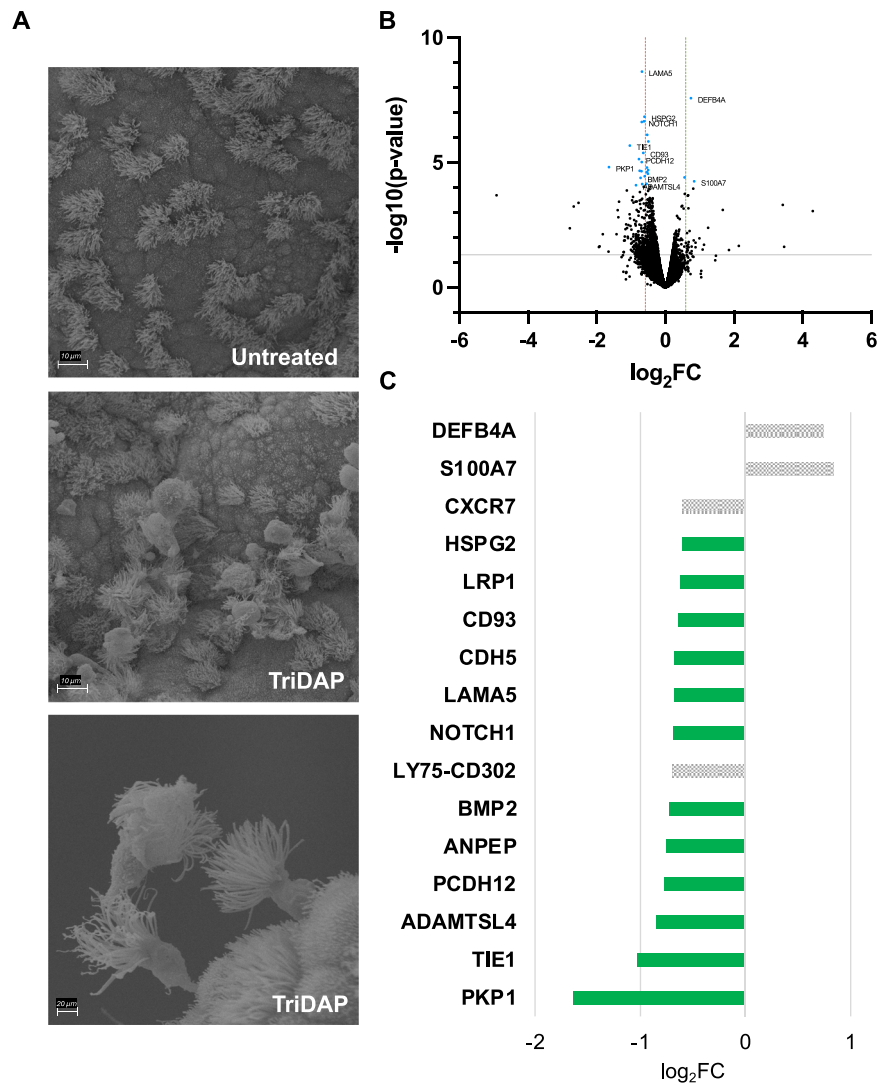 A
10 µm
Untreated
10 µm
TriDAP
20 µm
TriDAP
B
10
5
0
-log10(p-value)
LAMA5
DEFB4A
HSPG2
NOTCH1
TIE1
CD93
PCDH12
PKP1
BMP2
S100A7
ADAMTSL4
-6
-4
-2
0
2
4
6
log2FC
C
DEFB4A
S100A7
CXCR7
HSPG2
LRP1
CD93
CDH5
LAMA5
NOTCH1
LY75-CD302
BMP2
ANPEP
PCDH12
ADAMTSL4
TIE1
PKP1
-2
-1
0
1
log2FC